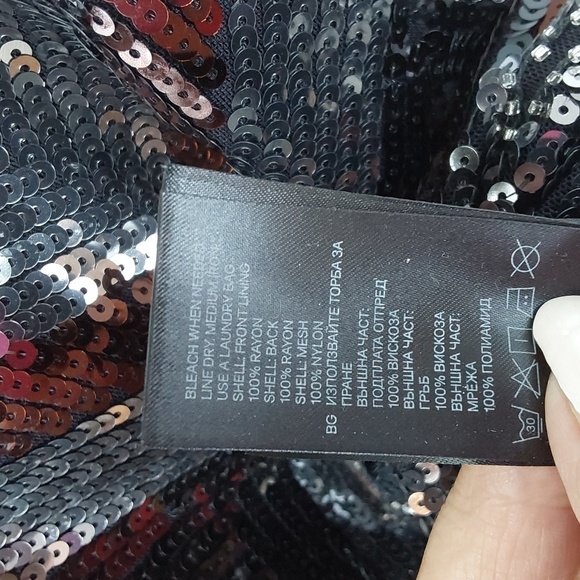 BLEACH WHEN NEEDED
LINE DRY, MEDIUM IRON
USE A LAUNDRY BAG
SHELL: FRONT LINING
100% RAYON
SHELL: BACK
100% RAYON
SHELL: MESH
100% NYLON
BG ИЗПОЛЗВАЙТЕ ТОРБА ЗА
ПРАНЕ
ВЪНШНА ЧАСТ:
ПОДПЛАТА ОТПРЕД
100% ВИСКОЗА
ВЪНШНА ЧАСТ:
ГРЪБ
100% ВИСКОЗА
ВЪНШНА ЧАСТ:
МРЕЖА
100% ПОЛИАМИД
30